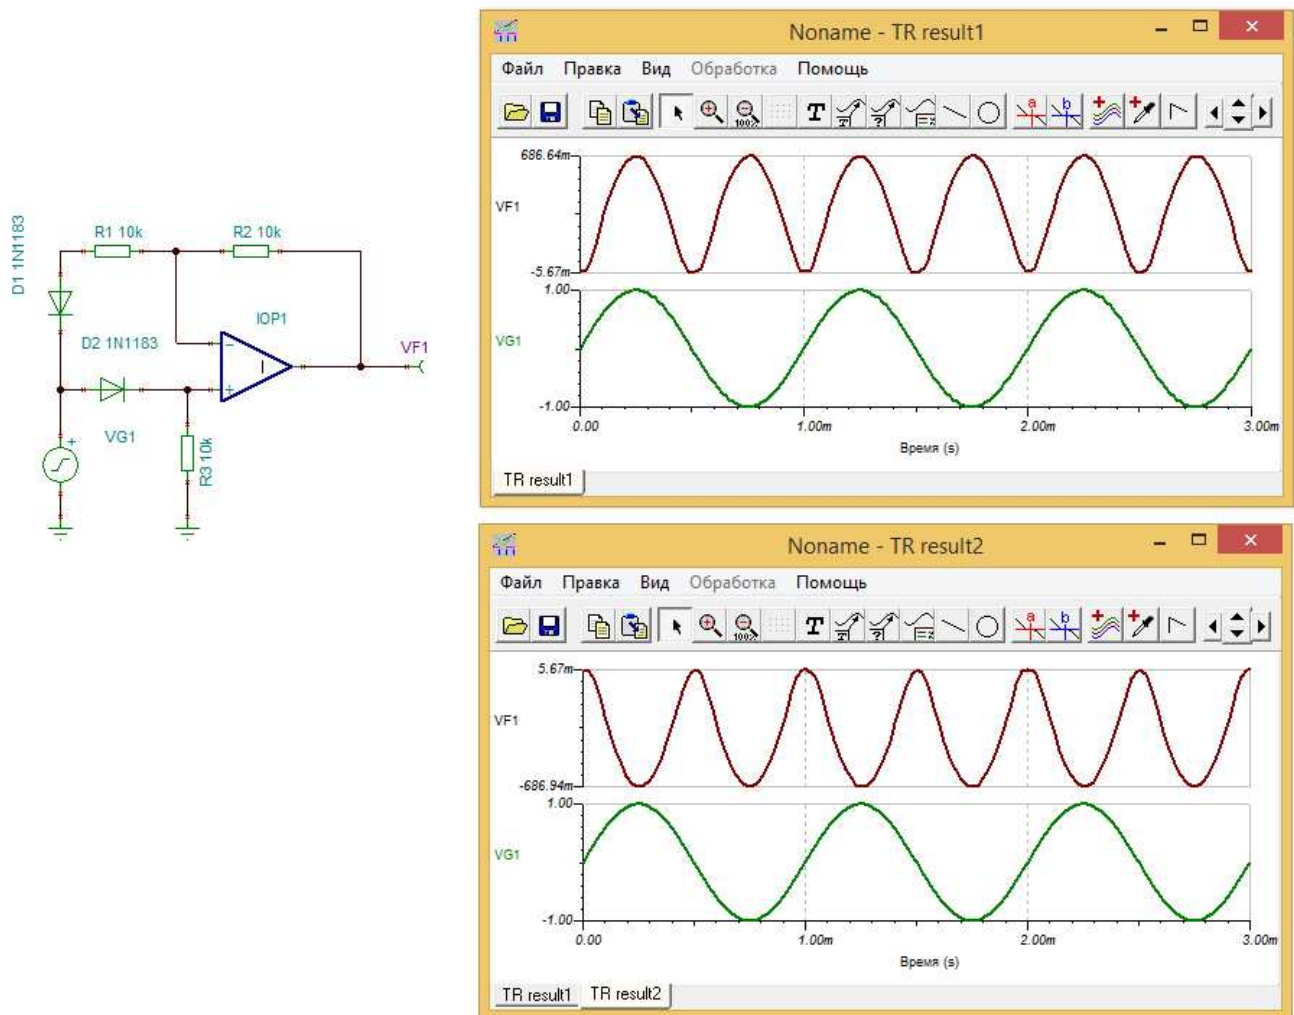 D1 1N1183
R1 10k
R2 10k
IOP1
D2 1N1183
VF1
VG1
R3 10k
Noname - TR result1
Файл Правка Вид Обработка Помощь
686.64m
VF1
-5.67m
1.00
VG1
-1.00
0.00 1.00m 2.00m 3.00m
Время (s)
TR result1
Noname - TR result2
Файл Правка Вид Обработка Помощь
5.67m
VF1
-686.94m
1.00
VG1
-1.00
0.00 1.00m 2.00m 3.00m
Время (s)
TR result1 TR result2